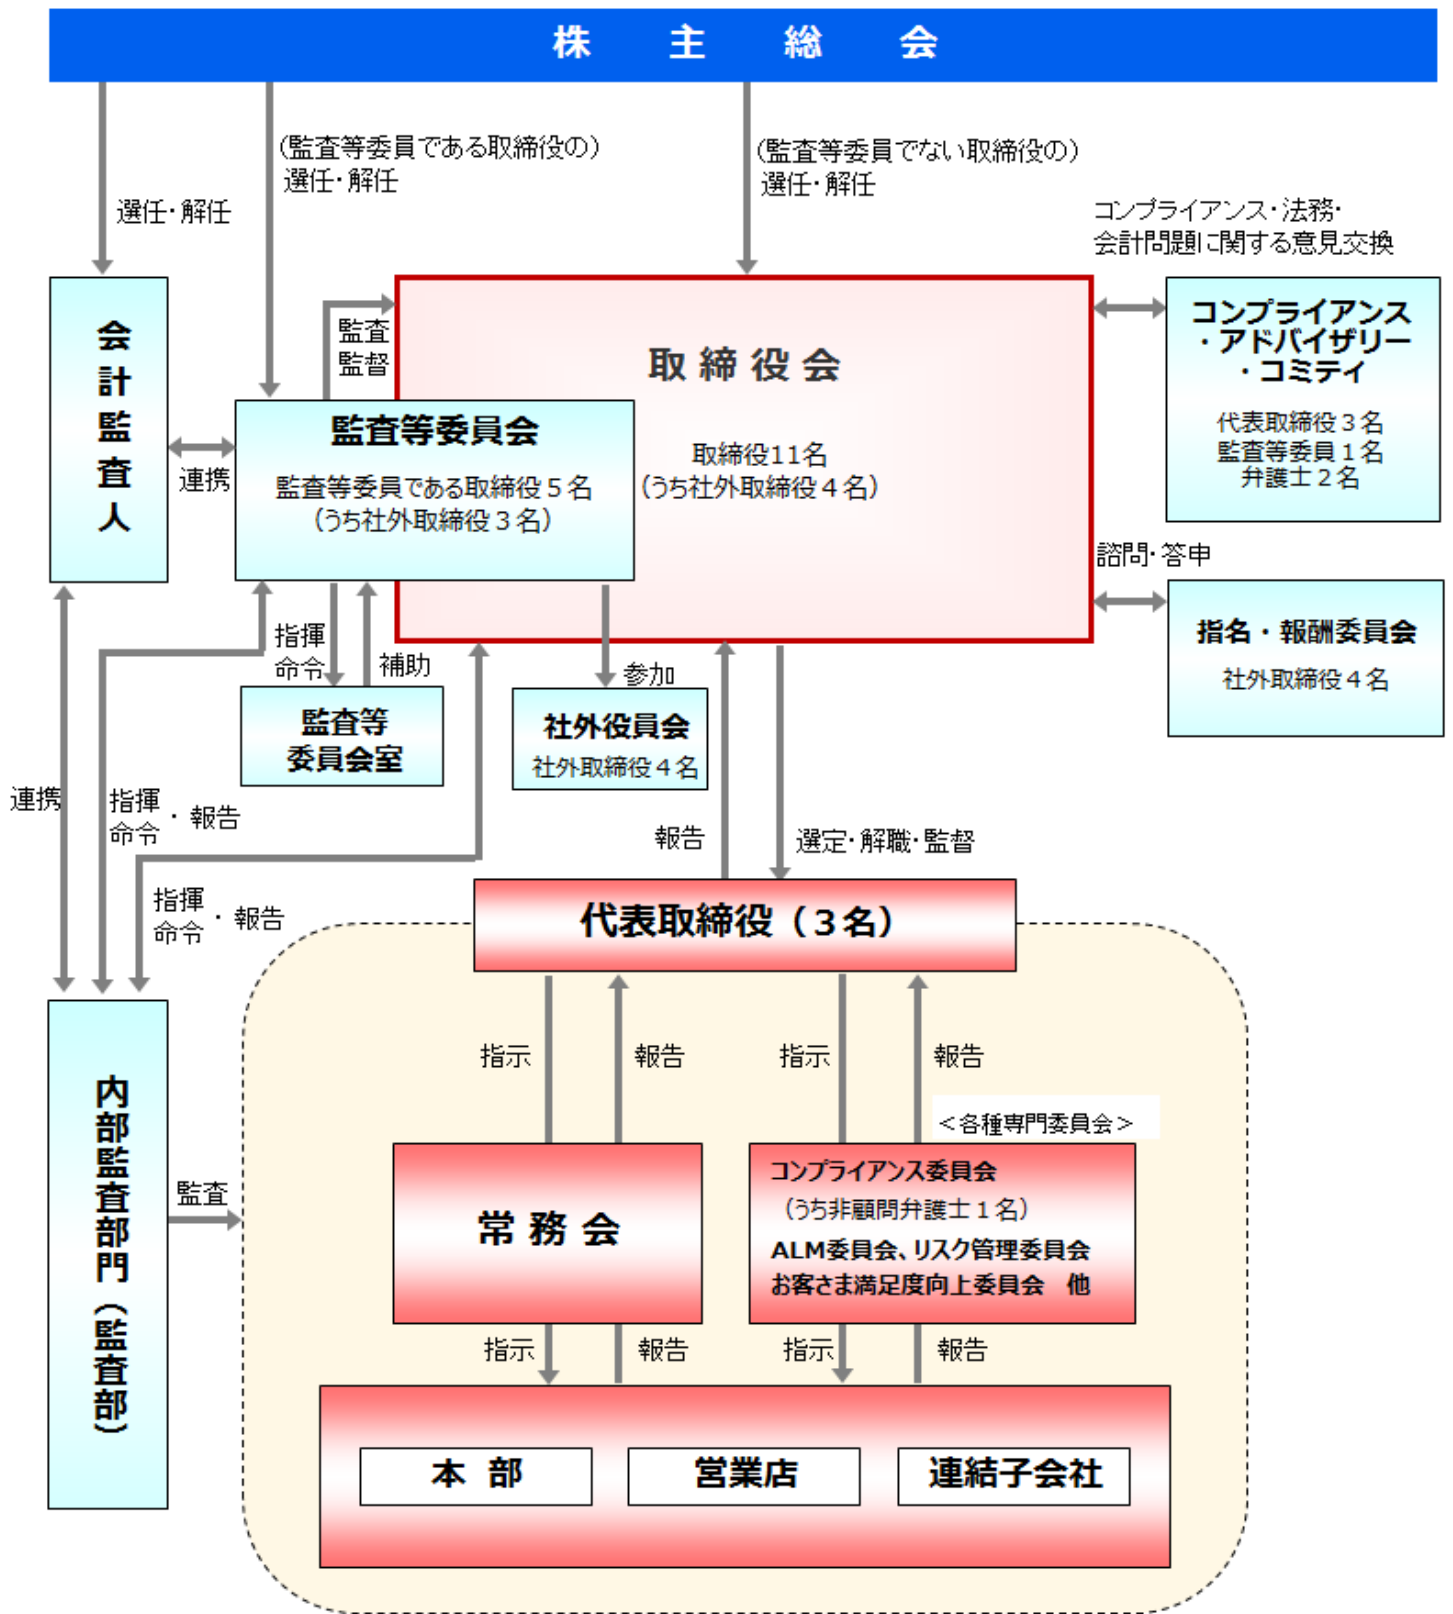 株主総会
(監査等委員である取締役の)
選任・解任
(監査等委員でない取締役の)
選任・解任
選任・解任
コンプライアンス・法務・
会計問題に関する意見交換
会計監査人
監査
監督
取締役会
取締役11名
(うち社外取締役４名)
コンプライアンス
・アドバイザリー
・コミティ
代表取締役３名
監査等委員１名
弁護士２名
監査等委員会
監査等委員である取締役５名
(うち社外取締役３名)
連携
諮問・答申
指名・報酬委員会
社外取締役４名
指揮
命令
補助
参加
監査等
委員会室
社外役員会
社外取締役４名
連携
指揮
命令
・報告
報告
選定・解職・監督
指揮
命令
・報告
代表取締役（３名）
指示
報告
指示
報告
＜各種専門委員会＞
内部監査部門（監査部）
監査
常務会
コンプライアンス委員会
(うち非顧問弁護士１名)
ALM委員会、リスク管理委員会
お客さま満足度向上委員会　他
指示
報告
指示
報告
本部
営業店
連結子会社